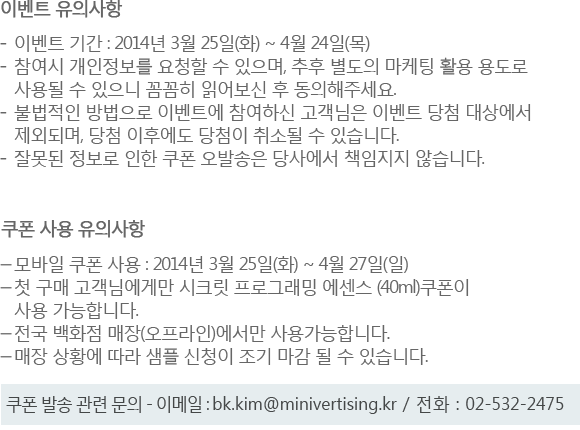 이벤트 유의사항
- 이벤트 기간 : 2014년 3월 25일(화) ~ 4월 24일(목)
- 참여시 개인정보를 요청할 수 있으며, 추후 별도의 마케팅 활용 용도로
사용될 수 있으니 꼼꼼히 읽어보신 후 동의해주세요.
- 불법적인 방법으로 이벤트에 참여하신 고객님은 이벤트 당첨 대상에서
제외되며, 당첨 이후에도 당첨이 취소될 수 있습니다.
- 잘못된 정보로 인한 쿠폰 오발송은 당사에서 책임지지 않습니다.
쿠폰 사용 유의사항
– 모바일 쿠폰 사용 : 2014년 3월 25일(화) ~ 4월 27일(일)
– 첫 구매 고객님에게만 시크릿 프로그래밍 에센스 (40ml)쿠폰이
사용 가능합니다.
– 전국 백화점 매장(오프라인)에서만 사용가능합니다.
– 매장 상황에 따라 샘플 신청이 조기 마감 될 수 있습니다.
쿠폰 발송 관련 문의 - 이메일 : bk.kim@minivertising.kr / 전화 : 02-532-2475